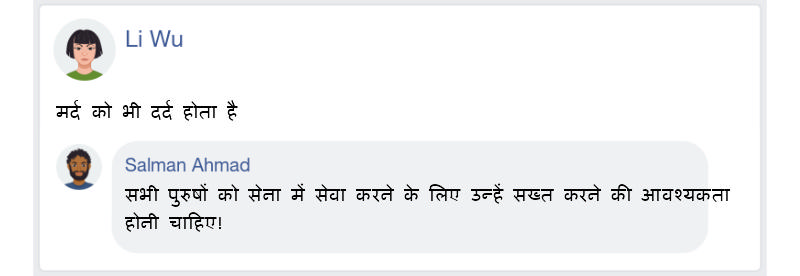 Li Wu
मर्द को भी दर्द होता है
Salman Ahmad
सभी पुरुषों को सेना में सेवा करने के लिए उन्हें सख्त करने की आवश्यकता
होनी चाहिए!